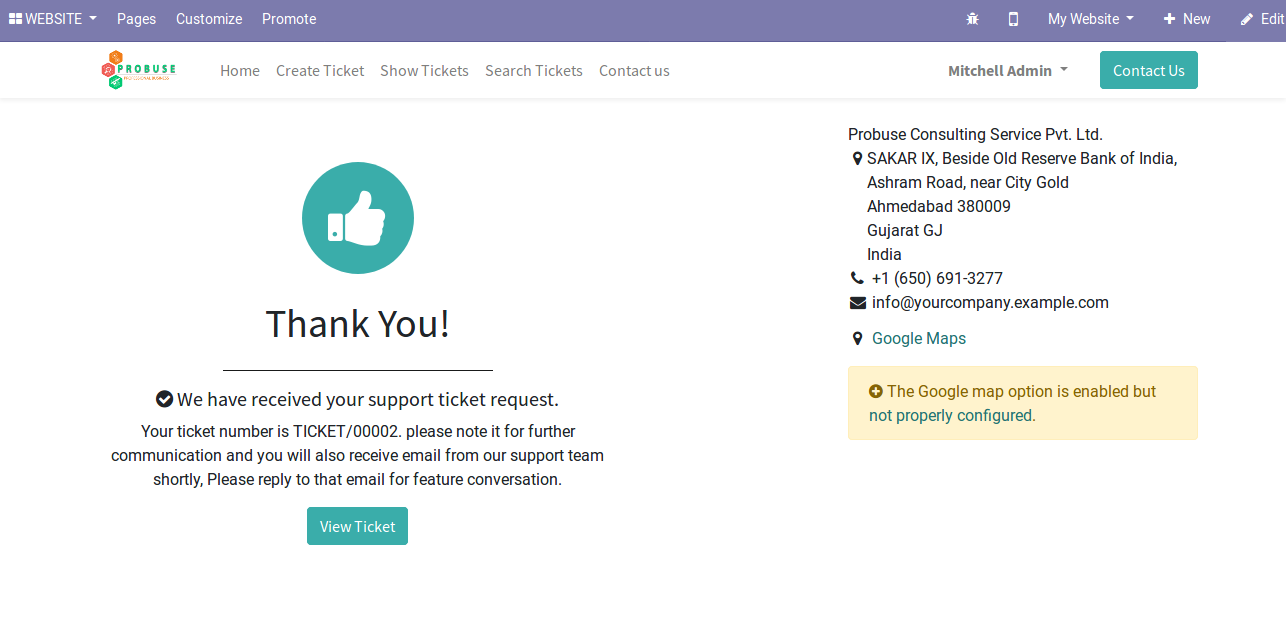 WEBSITE Pages Customize Promote My Website New Edit
PROBUSE
Home Create Ticket Show Tickets Search Tickets Contact us Mitchell Admin Contact Us
Probuse Consulting Service Pvt. Ltd.
SAKAR IX, Beside Old Reserve Bank of India,
Ashram Road, near City Gold
Ahmedabad 380009
Gujarat GJ
India
+1 (650) 691-3277
info@yourcompany.example.com
Google Maps
The Google map option is enabled but
not properly configured.
Thank You!
We have received your support ticket request.
Your ticket number is TICKET/00002. please note it for further
communication and you will also receive email from our support team
shortly, Please reply to that email for feature conversation.
View Ticket